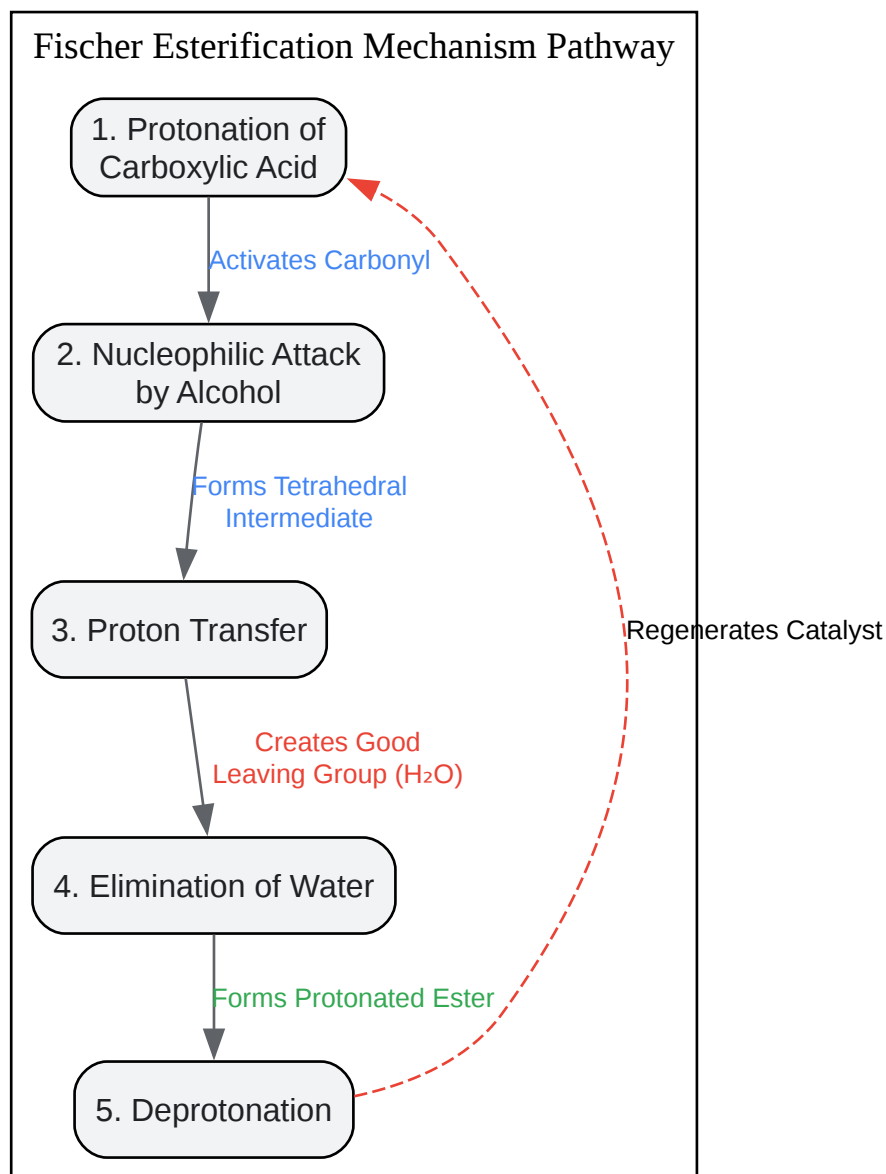 Fischer Esterification Mechanism Pathway
1. Protonation of
Carboxylic Acid
Activates Carbonyl
2. Nucleophilic Attack
by Alcohol
Forms Tetrahedral
Intermediate
3. Proton Transfer
Regenerates Catalyst
Creates Good
Leaving Group (H₂O)
4. Elimination of Water
Forms Protonated Ester
5. Deprotonation